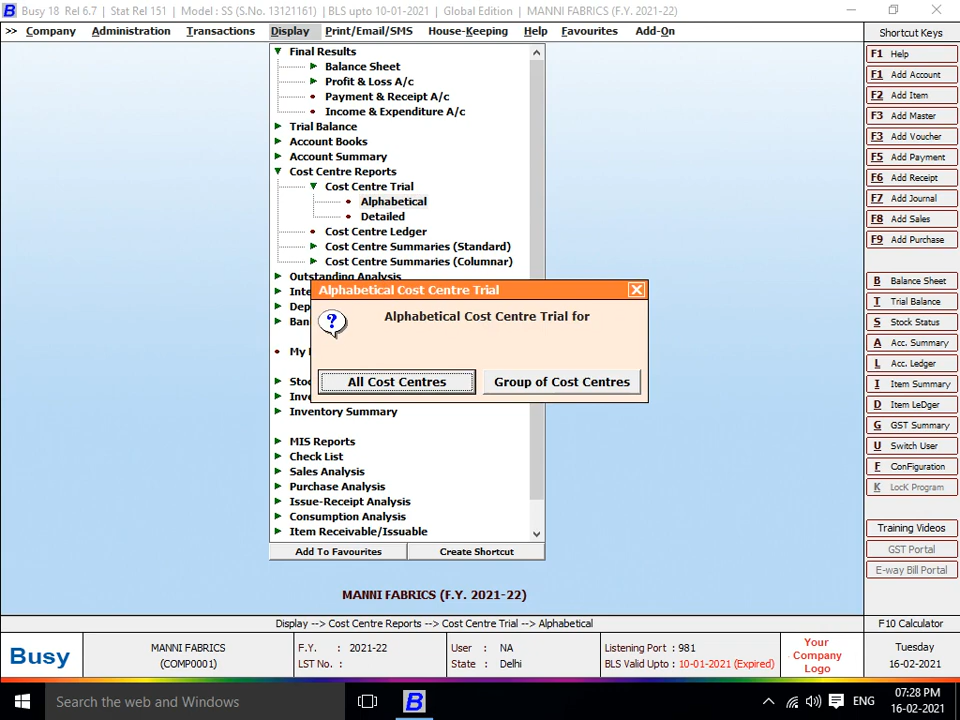 Busy 18 Rel 6.7 | Stat Rel 151 | Model : SS (S.No. 13121161) | BLS upto 10-01-2021 | Global Edition | MANNI FABRICS (F.Y. 2021-22)
>> Company Administration Transactions Display Print/Email/SMS House-Keeping Help Favourites Add-On
Shortcut Keys
Final Results
Balance Sheet
Profit & Loss A/c
Payment & Receipt A/c
Income & Expenditure A/c
Trial Balance
Account Books
Account Summary
Cost Centre Reports
Cost Centre Trial
Alphabetical
Detailed
Cost Centre Ledger
Cost Centre Summaries (Standard)
Cost Centre Summaries (Columnar)
Outstanding Analysis
Inte
Dep
Ban
My
Stoc
Inve
Inventory Summary
MIS Reports
Check List
Sales Analysis
Purchase Analysis
Issue-Receipt Analysis
Consumption Analysis
Item Receivable/Issuable
Add To Favourites Create Shortcut
Alphabetical Cost Centre Trial
Alphabetical Cost Centre Trial for
All Cost Centres Group of Cost Centres
F1 Help
F1 Add Account
F2 Add Item
F3 Add Master
F3 Add Voucher
F5 Add Payment
F6 Add Receipt
F7 Add Journal
F8 Add Sales
F9 Add Purchase
B Balance Sheet
T Trial Balance
S Stock Status
A Acc. Summary
L Acc. Ledger
I Item Summary
D Item LeDger
G GST Summary
U Switch User
F ConFiguration
K LocK Program
Training Videos
GST Portal
E-way Bill Portal
MANNI FABRICS (F.Y. 2021-22)
Display --> Cost Centre Reports --> Cost Centre Trial --> Alphabetical
F10 Calculator
Busy
MANNI FABRICS
(COMP0001)
F.Y. : 2021-22
LST No. :
User : NA
State : Delhi
Listening Port : 981
BLS Valid Upto : 10-01-2021 (Expired)
Your
Company
Logo
Tuesday
16-02-2021
Search the web and Windows
B
ENG
07:28 PM
16-02-2021